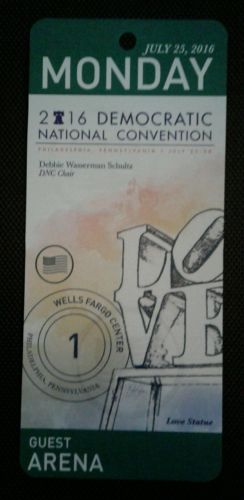 JULY 25, 2016
MONDAY
2016 DEMOCRATIC
NATIONAL CONVENTION
PHILADELPHIA, PENNSYLVANIA / JULY 25-28
Debbie Wasserman Schultz
DNC Chair
LOVE
WELLS FARGO CENTER
1
PHILADELPHIA, PENNSYLVANIA
Love Statue
GUEST
ARENA